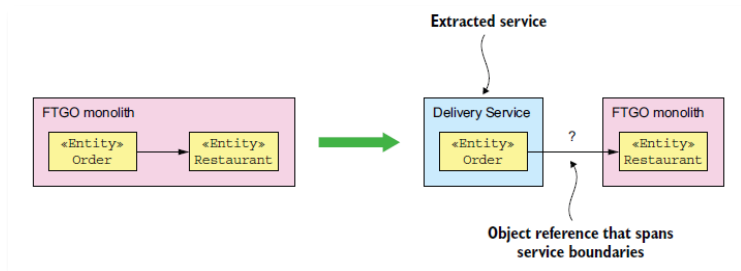 Extracted service
FTGO monolith
«Entity»
Order
«Entity»
Restaurant
Delivery Service
«Entity»
Order
?
FTGO monolith
«Entity»
Restaurant
Object reference that spans
service boundaries